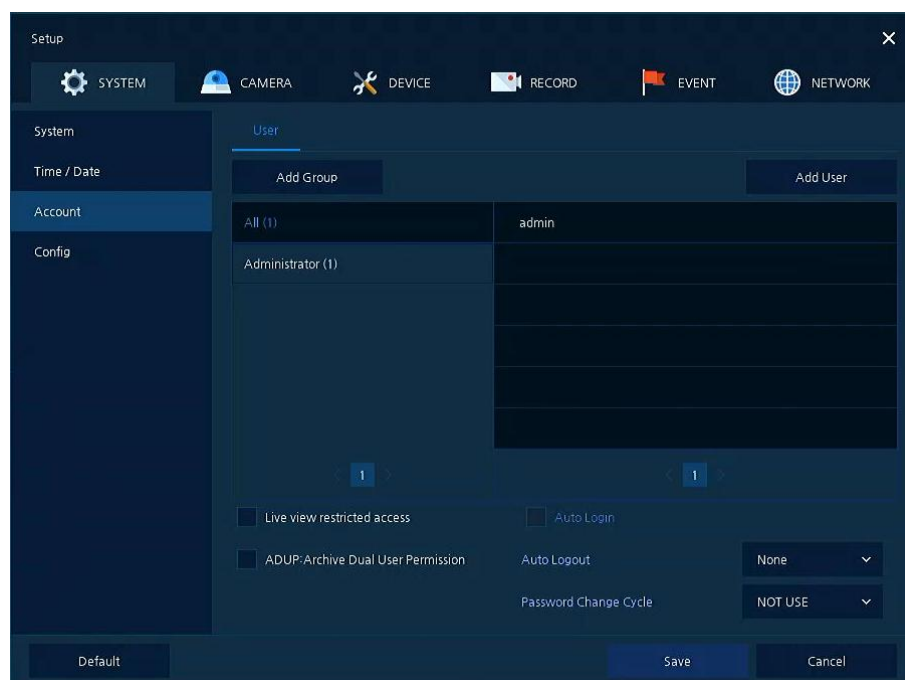 Setup
SYSTEM CAMERA DEVICE RECORD EVENT NETWORK
System
Time / Date
Account
Config
User
Add Group Add User
All (1) admin
Administrator (1)
1 1
Live view restricted access Auto Login
ADUP:Archive Dual User Permission Auto Logout None
Password Change Cycle NOT USE
Default Save Cancel